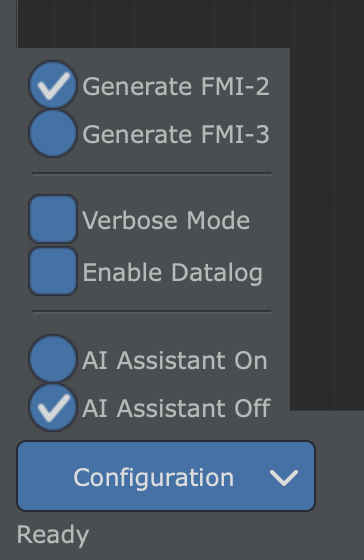 Generate FMI-2
Generate FMI-3
Verbose Mode
Enable Datalog
AI Assistant On
AI Assistant Off
Configuration
Ready